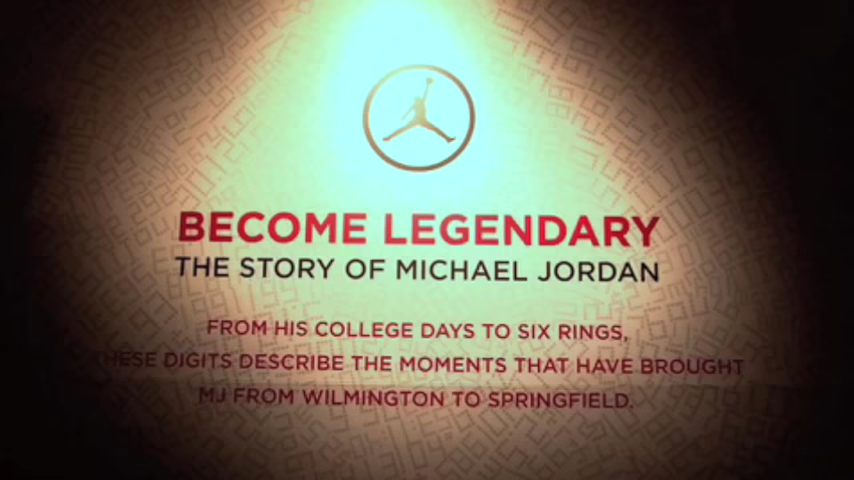 BECOME LEGENDARY
THE STORY OF MICHAEL JORDAN
FROM HIS COLLEGE DAYS TO SIX RINGS,
THESE DIGITS DESCRIBE THE MOMENTS THAT HAVE BROUGHT
MJ FROM WILMINGTON TO SPRINGFIELD.